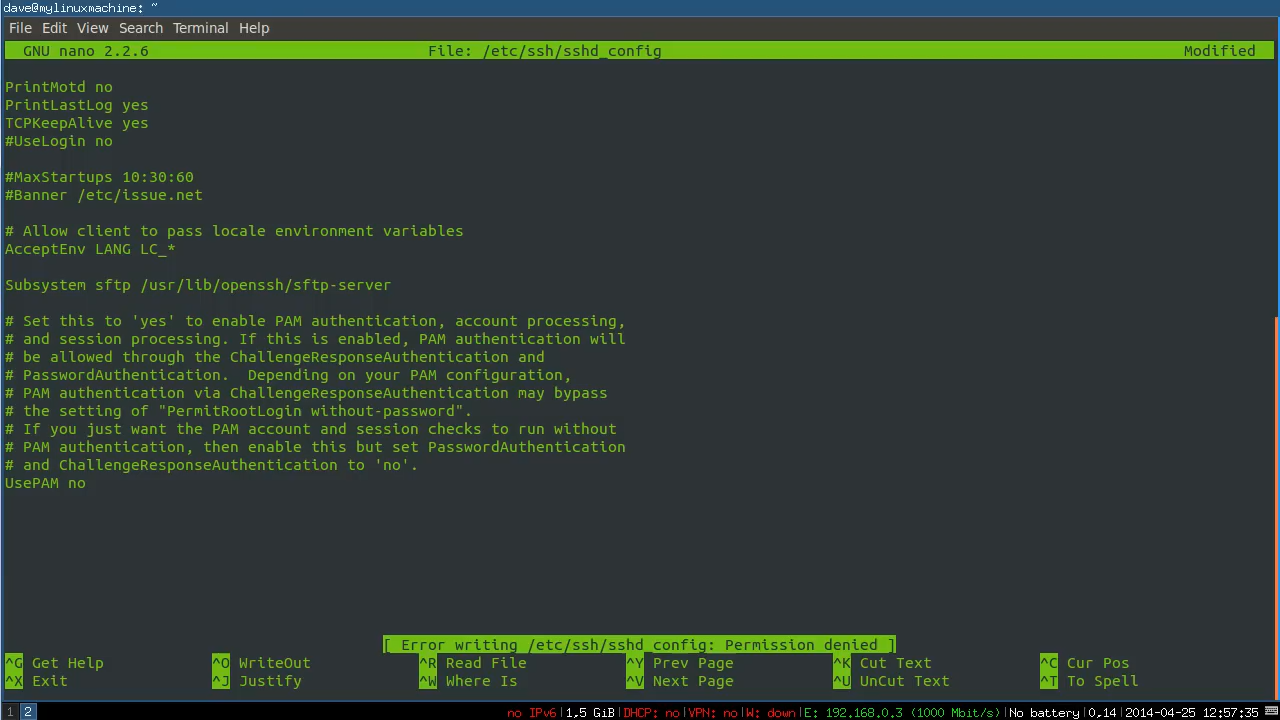 dave@mylinuxmachine: ~
File Edit View Search Terminal Help
GNU nano 2.2.6 File: /etc/ssh/sshd_config Modified
PrintMotd no
PrintLastLog yes
TCPKeepAlive yes
#UseLogin no
#MaxStartups 10:30:60
#Banner /etc/issue.net
# Allow client to pass locale environment variables
AcceptEnv LANG LC_*
Subsystem sftp /usr/lib/openssh/sftp-server
# Set this to 'yes' to enable PAM authentication, account processing,
# and session processing. If this is enabled, PAM authentication will
# be allowed through the ChallengeResponseAuthentication and
# PasswordAuthentication.  Depending on your PAM configuration,
# PAM authentication via ChallengeResponseAuthentication may bypass
# the setting of "PermitRootLogin without-password".
# If you just want the PAM account and session checks to run without
# PAM authentication, then enable this but set PasswordAuthentication
# and ChallengeResponseAuthentication to 'no'.
UsePAM no
[ Error writing /etc/ssh/sshd_config: Permission denied ]
^G Get Help ^O WriteOut ^R Read File ^Y Prev Page ^K Cut Text ^C Cur Pos
^X Exit ^J Justify ^W Where Is ^V Next Page ^U UnCut Text ^T To Spell
1 2 no IPv6|1,5 GiB|DHCP: no|VPN: no|W: down|E: 192.168.0.3 (1000 Mbit/s)|No battery|0.14|2014-04-25 12:57:35